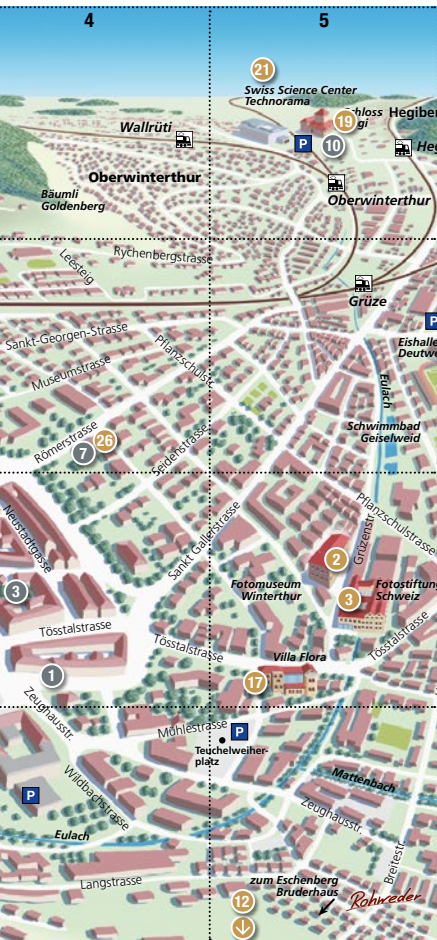 4
5
21
Swiss Science Center
Technorama
Wallrüti
19
Hegiber
P
10
Heg
Oberwinterthur
Bäumli
Goldenberg
Oberwinterthur
Rychenbergstrasse
Leesteig
Grüze
P
Sankt-Georgen-Strasse
Pflanzschulstr.
Museumstrasse
Eishalle
Deutwe
Eulach
Schwimmbad
Geiselweid
Römerstrasse
26
7
Seidenstrasse
Pflanzschulstrasse
Neustadtgasse
Sankt Gallerstrasse
Grüzenstr.
2
Fotomuseum
Winterthur
3
3
Fotostiftung
Schweiz
Tösstalstrasse
Tösstalstrasse
Tösstalstrasse
Villa Flora
1
17
Zeughausstr.
Mühlestrasse
P
Teuchelweiher-
platz
Wildbachstrasse
Mattenbach
P
Zeughausstr.
Eulach
Breitestr.
Langstrasse
zum Eschenberg
Bruderhaus
12
Rohweder